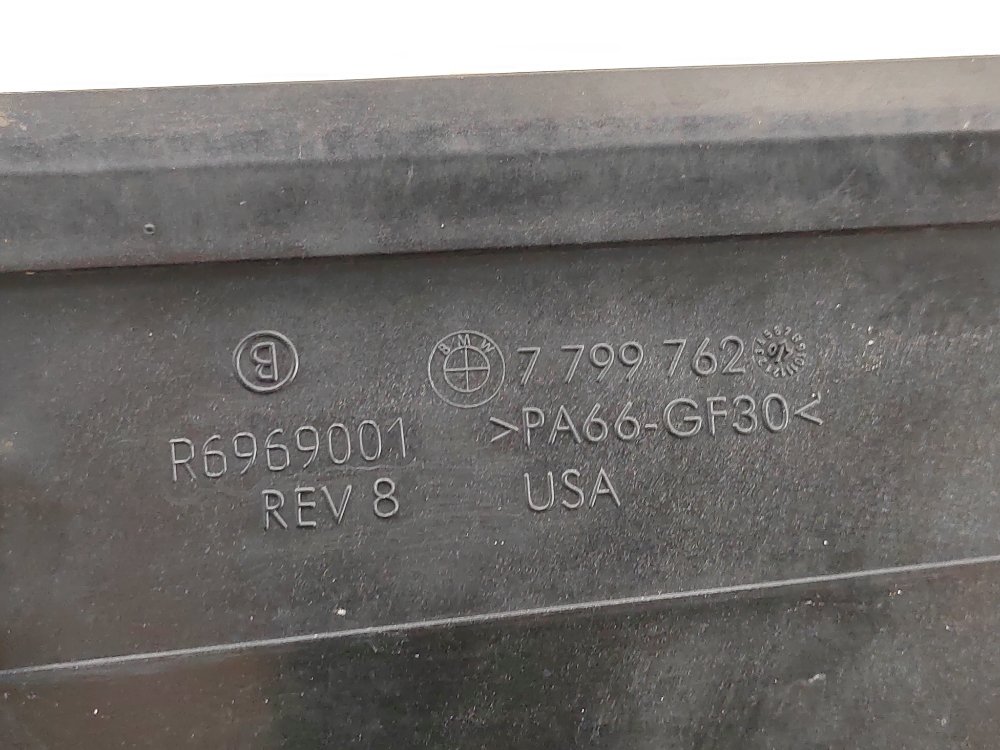 B
BMW 7 799 762
R6969001 >PA66-GF30<
REV 8 USA